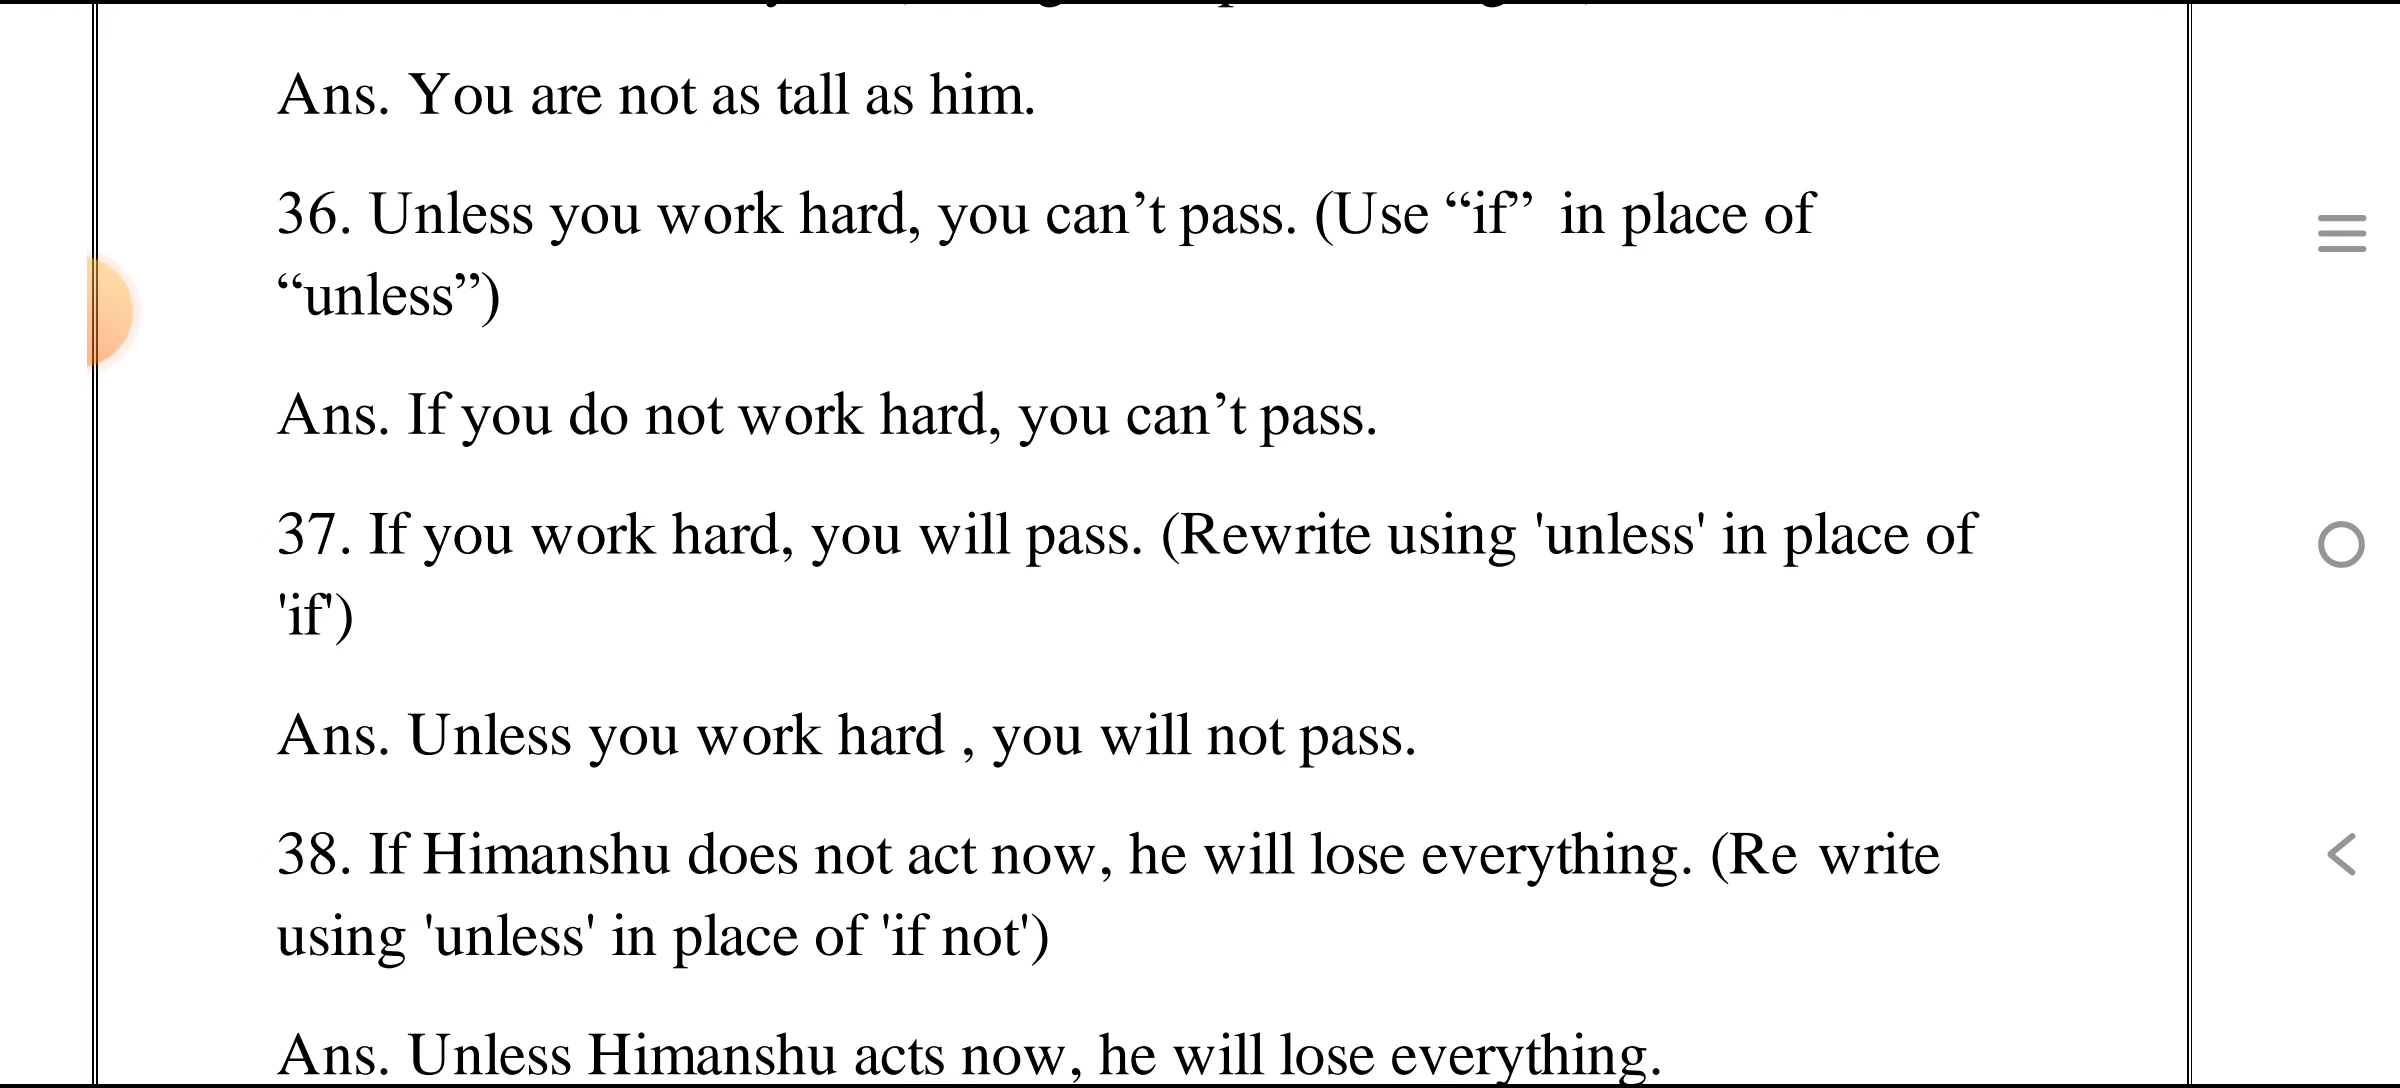 Ans. You are not as tall as him.
36. Unless you work hard, you can’t pass. (Use “if” in place of
“unless”)
Ans. If you do not work hard, you can’t pass.
37. If you work hard, you will pass. (Rewrite using 'unless' in place of
'if')
Ans. Unless you work hard , you will not pass.
38. If Himanshu does not act now, he will lose everything. (Re write
using 'unless' in place of 'if not')
Ans. Unless Himanshu acts now, he will lose everything.